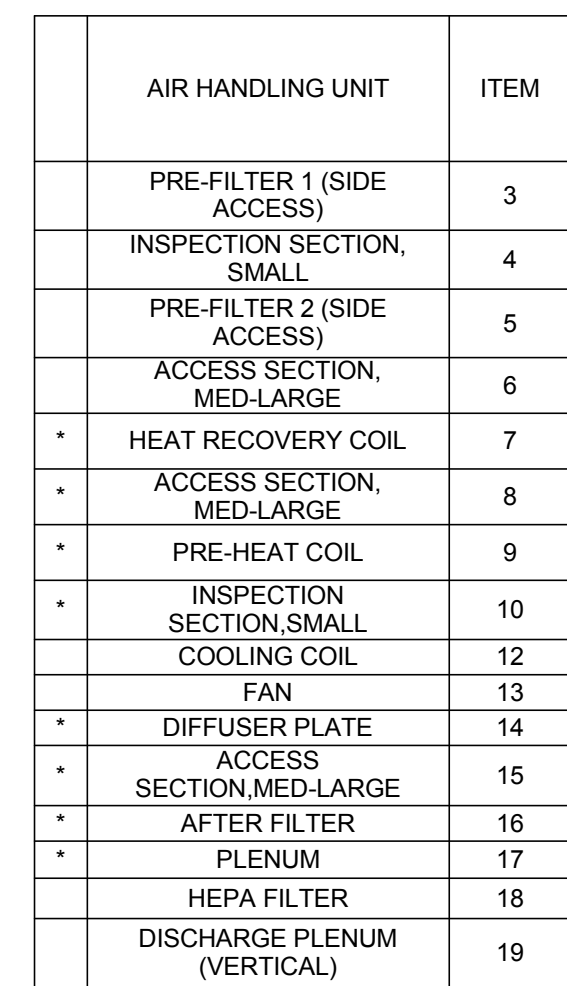 AIR HANDLING UNIT ITEM
PRE-FILTER 1 (SIDE
ACCESS) 3
INSPECTION SECTION,
SMALL 4
PRE-FILTER 2 (SIDE
ACCESS) 5
ACCESS SECTION,
MED-LARGE 6
* HEAT RECOVERY COIL 7
* ACCESS SECTION,
MED-LARGE 8
* PRE-HEAT COIL 9
* INSPECTION
SECTION,SMALL 10
COOLING COIL 12
FAN 13
* DIFFUSER PLATE 14
* ACCESS
SECTION,MED-LARGE 15
* AFTER FILTER 16
* PLENUM 17
HEPA FILTER 18
DISCHARGE PLENUM
(VERTICAL) 19